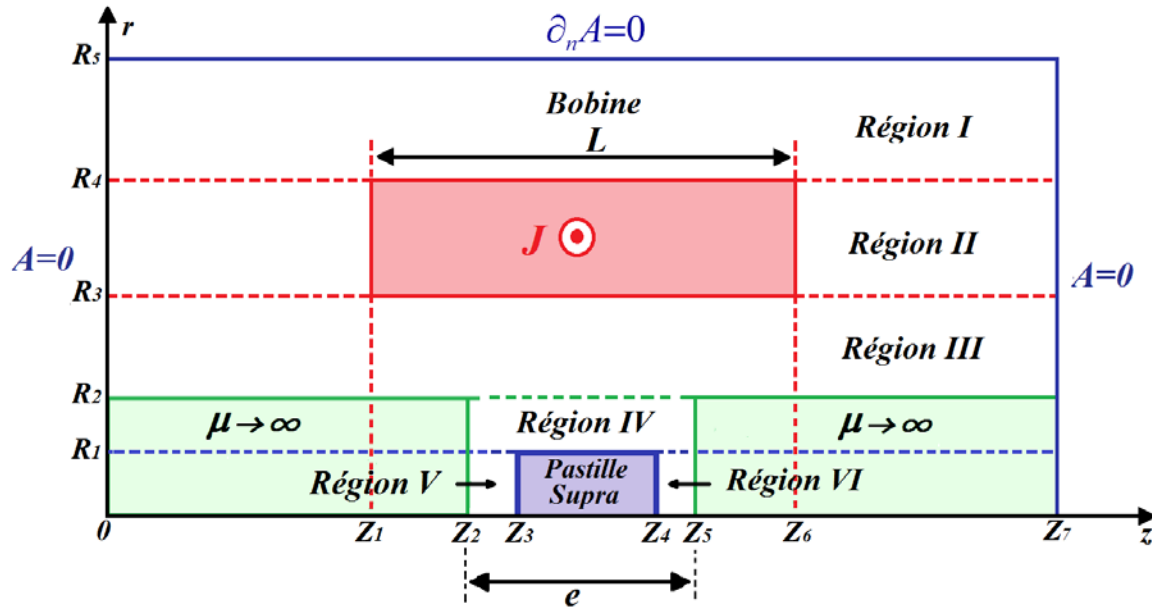 r
∂ₙA=0
R₅
Bobine
Région I
L
R₄
J
Région II
A=0
A=0
R₃
Région III
R₂
μ→∞
Région IV
μ→∞
R₁
Région V
Pastille
Supra
Région VI
0
Z₁
Z₂
Z₃
Z₄
Z₅
Z₆
Z₇
z
e